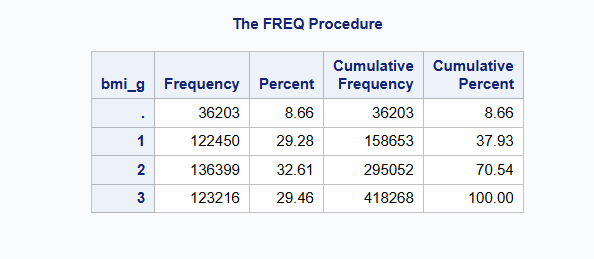 The FREQ Procedure
Cumulative Cumulative
bmi_g Frequency Percent Frequency Percent
. 36203 8.66 36203 8.66
1 122450 29.28 158653 37.93
2 136399 32.61 295052 70.54
3 123216 29.46 418268 100.00